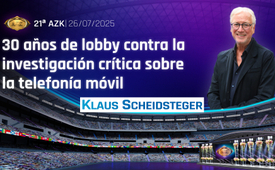 21ª AZK | 26/07/2025
30 años de lobby contra la
investigación crítica sobre
la telefonía móvil
KLAUS SCHEIDSTEGER